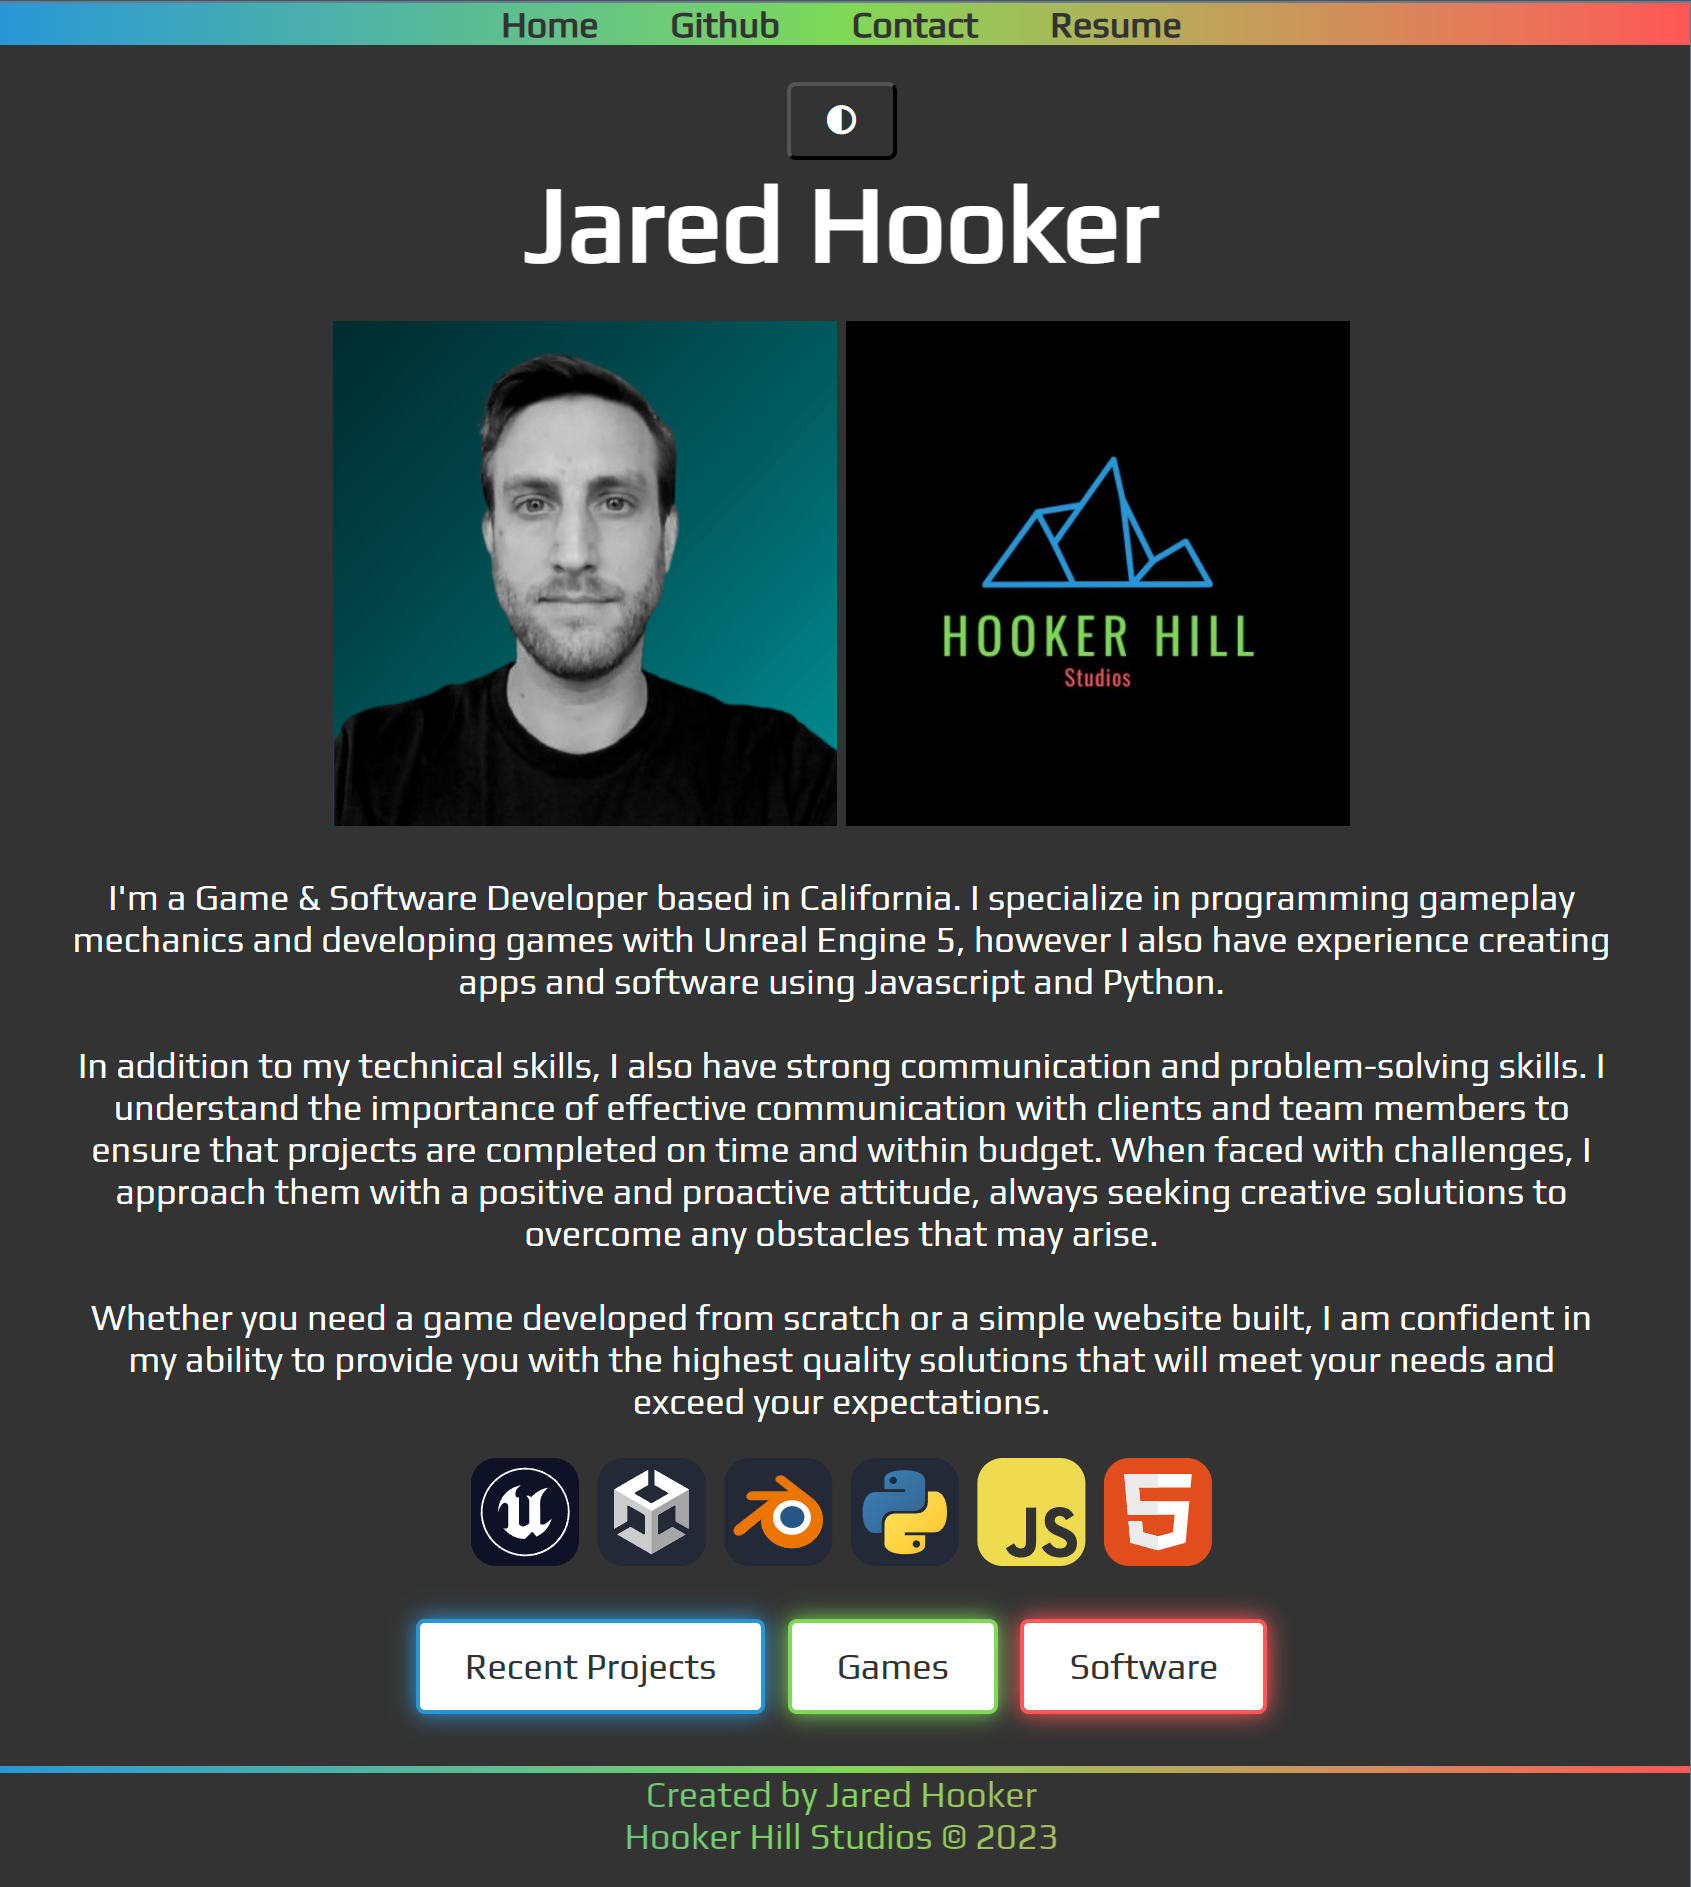 Home Github Contact Resume
Jared Hooker
HOOKER HILL
Studios
I'm a Game & Software Developer based in California. I specialize in programming gameplay
mechanics and developing games with Unreal Engine 5, however I also have experience creating
apps and software using Javascript and Python.
In addition to my technical skills, I also have strong communication and problem-solving skills. I
understand the importance of effective communication with clients and team members to
ensure that projects are completed on time and within budget. When faced with challenges, I
approach them with a positive and proactive attitude, always seeking creative solutions to
overcome any obstacles that may arise.
Whether you need a game developed from scratch or a simple website built, I am confident in
my ability to provide you with the highest quality solutions that will meet your needs and
exceed your expectations.
JS
Recent Projects Games Software
Created by Jared Hooker
Hooker Hill Studios © 2023